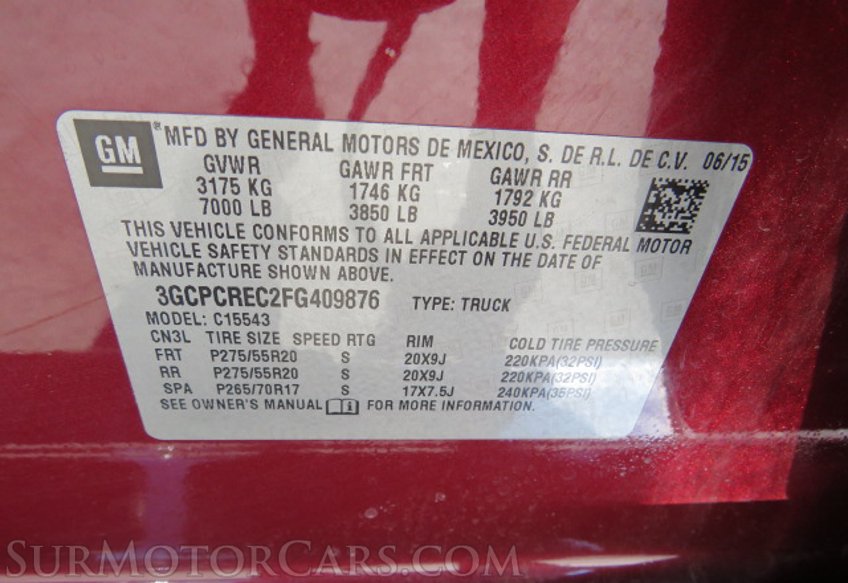 GM ® MFD BY GENERAL MOTORS DE MEXICO, S. DE R.L. DE C.V. 06/15
GVWR GAWR FRT GAWR RR
3175 KG 1746 KG 1792 KG
7000 LB 3850 LB 3950 LB
THIS VEHICLE CONFORMS TO ALL APPLICABLE U.S. FEDERAL MOTOR
VEHICLE SAFETY STANDARDS IN EFFECT ON THE DATE OF
MANUFACTURE SHOWN ABOVE.
3GCPCREC2FG409876 TYPE: TRUCK
MODEL: C15543
CN3L TIRE SIZE SPEED RTG RIM COLD TIRE PRESSURE
FRT P275/55R20 S 20X9J 220KPA(32PSI)
RR P275/55R20 S 20X9J 220KPA(32PSI)
SPA P265/70R17 S 17X7.5J 240KPA(35PSI)
SEE OWNER'S MANUAL FOR MORE INFORMATION.
SURMOTORCARS.COM